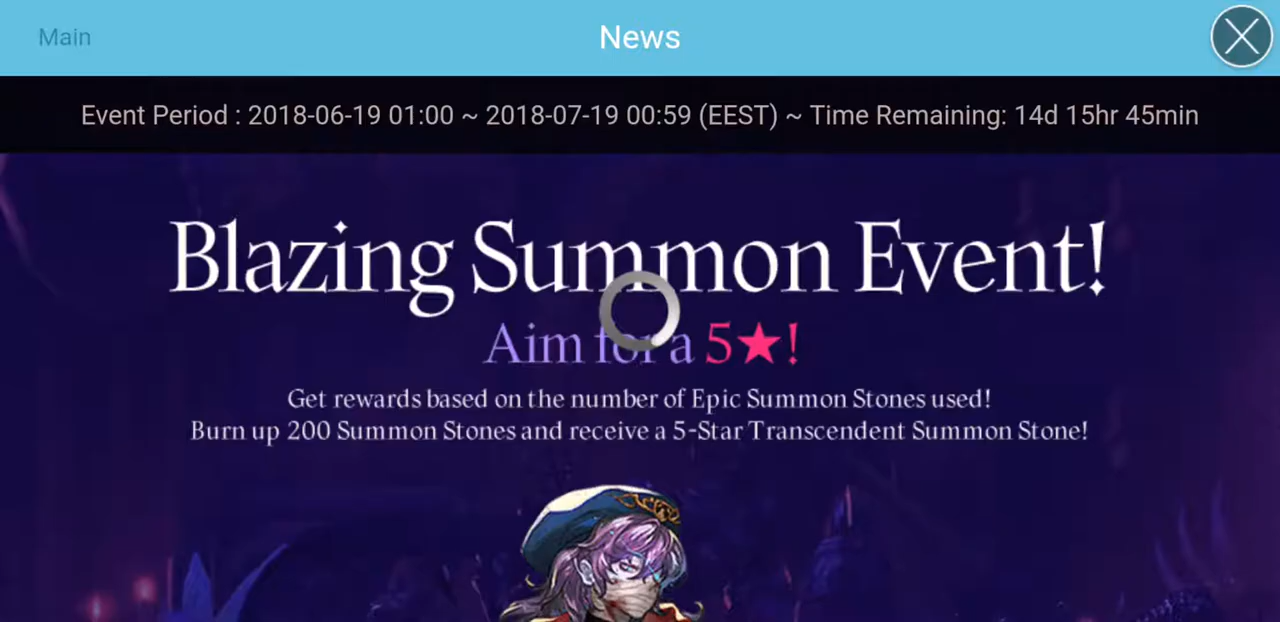 Main
News
Event Period : 2018-06-19 01:00 ~ 2018-07-19 00:59 (EEST) ~ Time Remaining: 14d 15hr 45min
Blazing Summon Event!
Aim for a 5★!
Get rewards based on the number of Epic Summon Stones used!
Burn up 200 Summon Stones and receive a 5-Star Transcendent Summon Stone!